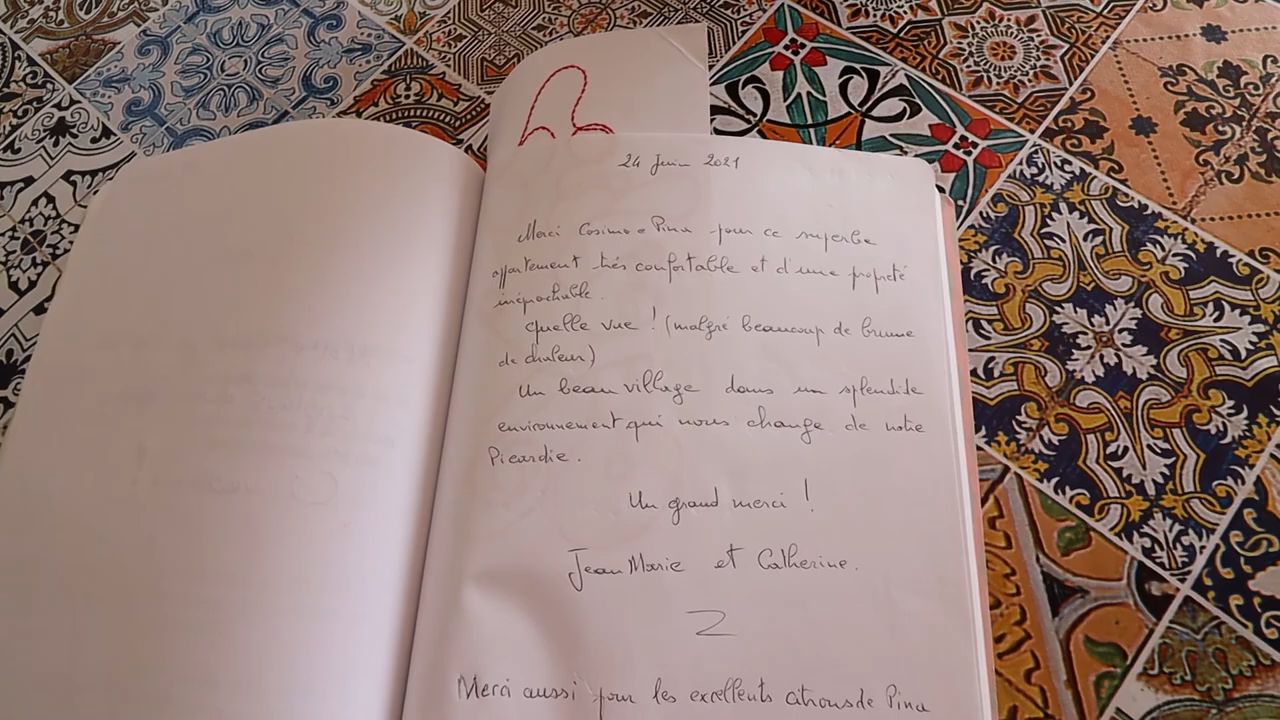 24 Juin 2021
Merci Cosimo e Pina pour ce superbe
appartement très confortable et d'une propreté
irréprochable.
Quelle vue ! (malgré beaucoup de brume
de chaleur)
Un beau village dans un splendide
environnement qui nous change de notre
Picardie.
Un grand merci !
Jean Marie et Catherine.
Merci aussi pour les excellents citrons de Pina